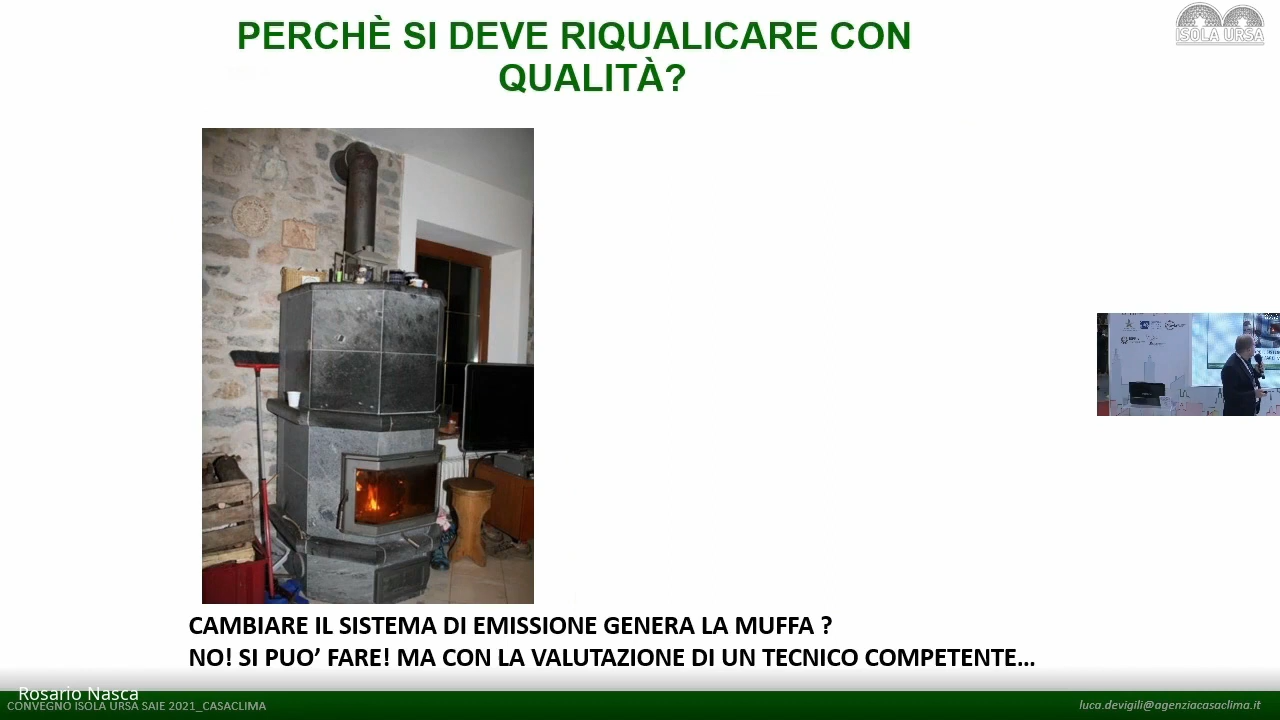 PERCHÈ SI DEVE RIQUALICARE CON
QUALITÀ?
ISOLA URSA
CAMBIARE IL SISTEMA DI EMISSIONE GENERA LA MUFFA ?
NO! SI PUO’ FARE! MA CON LA VALUTAZIONE DI UN TECNICO COMPETENTE...
Rosario Nasca
CONVEGNO ISOLA URSA SAIE 2021_CASACLIMA
luca.devigili@agenziacasaclima.it